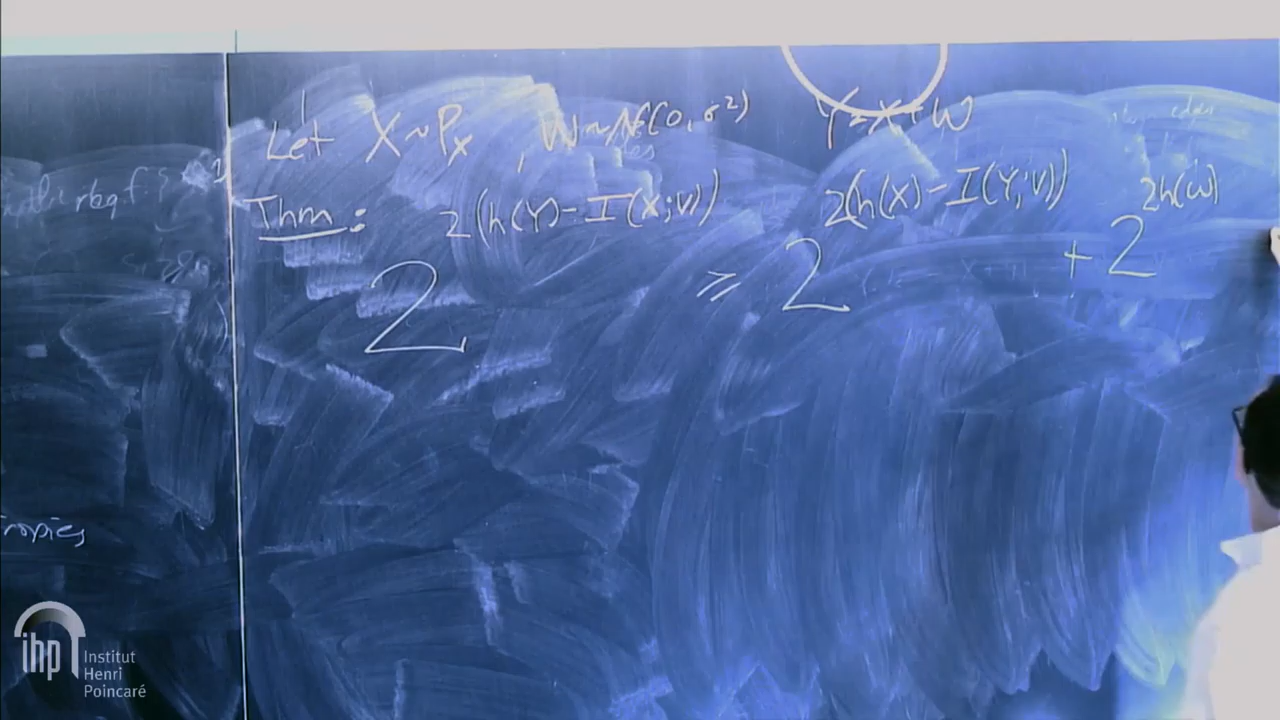 Let X ~ P_X, W ~ N(0, σ²) Y = X + W
Thm: 2^{2(h(Y) - I(X;V))} ≥ 2^{2(h(X) - I(Y;V))} + 2^{2h(W)}
ropies
ihp Institut
Henri
Poincaré